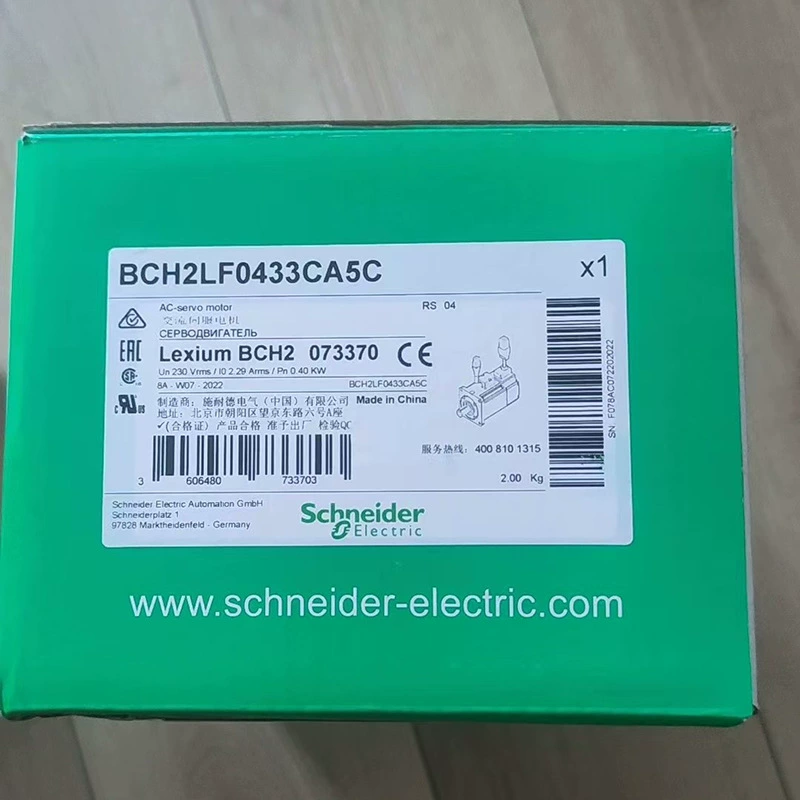 BCH2LF0433CA5C
x1
AC-servo motor
RS 04
交流伺服电机
СЕРВОДВИГАТЕЛЬ
EAC
Lexium BCH2 073370 CE
Un 230 Vrms / I0 2.29 Arms / Pn 0.40 KW
8A - W07 - 2022
BCH2LF0433CA5C
制造商: 施耐德电气（中国）有限公司 Made in China
地址: 北京市朝阳区望京东路六号A座
✓(合格证) 产品合格 准予出厂 检验QC
服务热线: 400 810 1315
3 606480 733703
2.00 Kg
SN F078AC072202022
Schneider Electric Automation GmbH
Schneiderplatz 1
97828 Marktheidenfeld - Germany
Schneider
Electric
www.schneider-electric.com